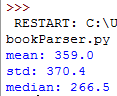 >>>
RESTART: C:\U
bookParser.py
mean: 359.0
std: 370.4
median: 266.5